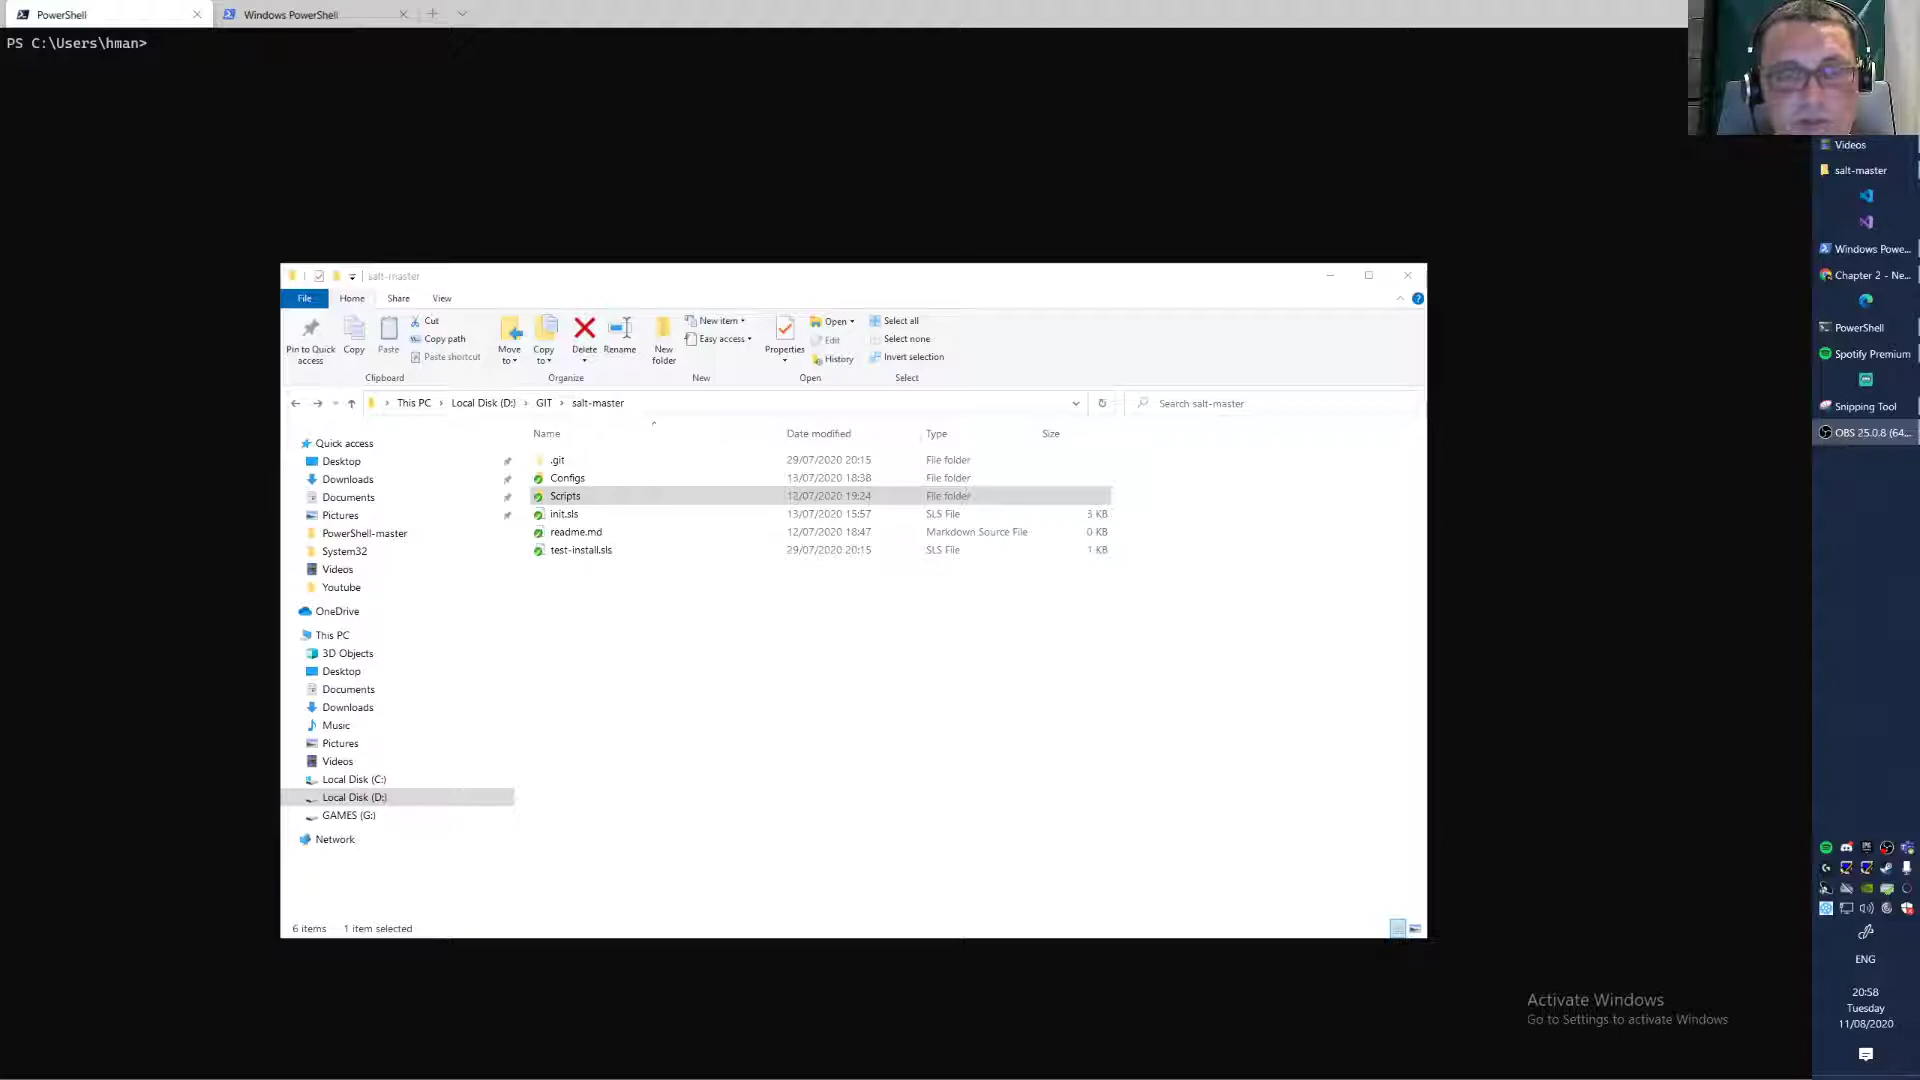 PowerShell
Windows PowerShell
PS C:\Users\hman>
Videos
salt-master
Windows Powe...
Chapter 2 - Ne...
PowerShell
Spotify Premium
Snipping Tool
OBS 25.0.8 (64...
salt-master
File Home Share View
Pin to Quick access
Copy
Paste
Cut
Copy path
Paste shortcut
Clipboard
Move to
Copy to
Delete
Rename
Organize
New folder
New item
Easy access
New
Properties
Open
Edit
History
Open
Select all
Select none
Invert selection
Select
This PC > Local Disk (D:) > GIT > salt-master
Search salt-master
Name Date modified Type Size
.git 29/07/2020 20:15 File folder
Configs 13/07/2020 18:38 File folder
Scripts 12/07/2020 19:24 File folder
init.sls 13/07/2020 15:57 SLS File 3 KB
readme.md 12/07/2020 18:47 Markdown Source File 0 KB
test-install.sls 29/07/2020 20:15 SLS File 1 KB
Quick access
Desktop
Downloads
Documents
Pictures
PowerShell-master
System32
Videos
Youtube
OneDrive
This PC
3D Objects
Desktop
Documents
Downloads
Music
Pictures
Videos
Local Disk (C:)
Local Disk (D:)
GAMES (G:)
Network
6 items 1 item selected
Activate Windows
Go to Settings to activate Windows
ENG
20:58
Tuesday
11/08/2020